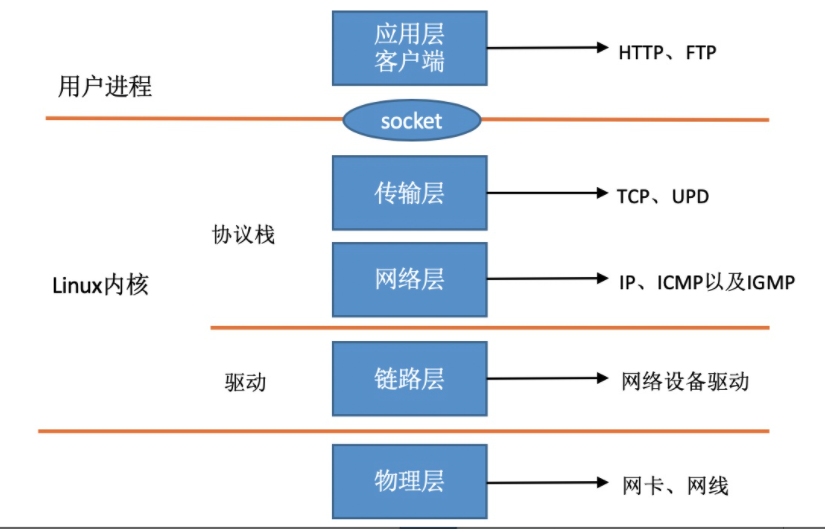 应用层
客户端
HTTP、FTP
用户进程
socket
传输层
TCP、UPD
协议栈
Linux内核
网络层
IP、ICMP以及IGMP
驱动
链路层
网络设备驱动
物理层
网卡、网线